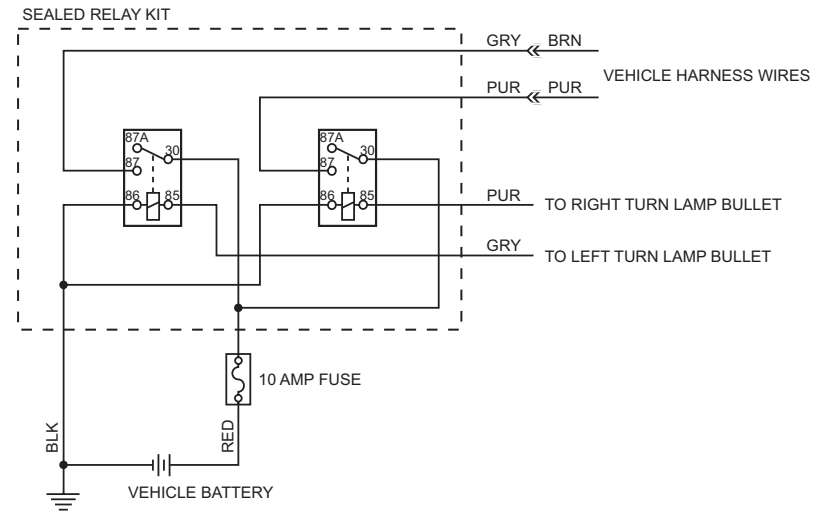 SEALED RELAY KIT
GRY BRN
VEHICLE HARNESS WIRES
PUR PUR
87A
30
87
86 85
87A
30
87
86 85
PUR TO RIGHT TURN LAMP BULLET
GRY TO LEFT TURN LAMP BULLET
10 AMP FUSE
BLK
RED
VEHICLE BATTERY